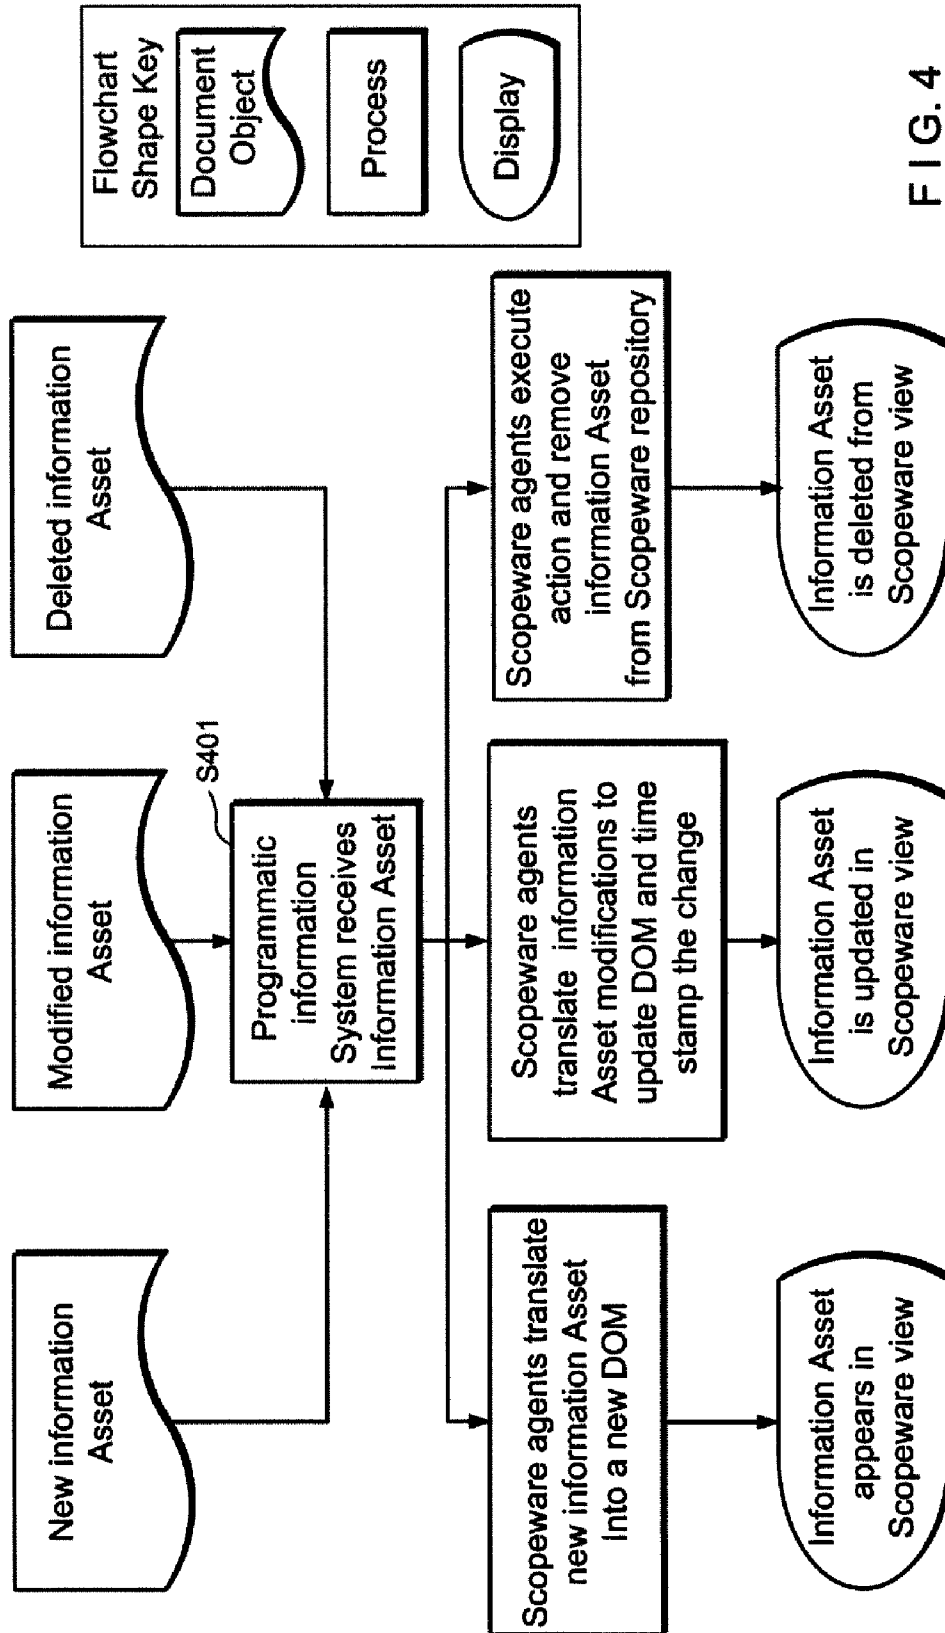 New information
Asset
Modified information
Asset
Deleted information
Asset
S401
Programmatic
information
System receives
Information Asset
Scopeware agents translate
new information Asset
Into a new DOM
Scopeware agents
translate information
Asset modifications to
update DOM and time
stamp the change
Scopeware agents execute
action and remove
information Asset
from Scopeware repository
Information Asset
appears in
Scopeware view
Information Asset
is updated in
Scopeware view
Information Asset
is deleted from
Scopeware view
Flowchart
Shape Key
Document
Object
Process
Display
FIG. 4